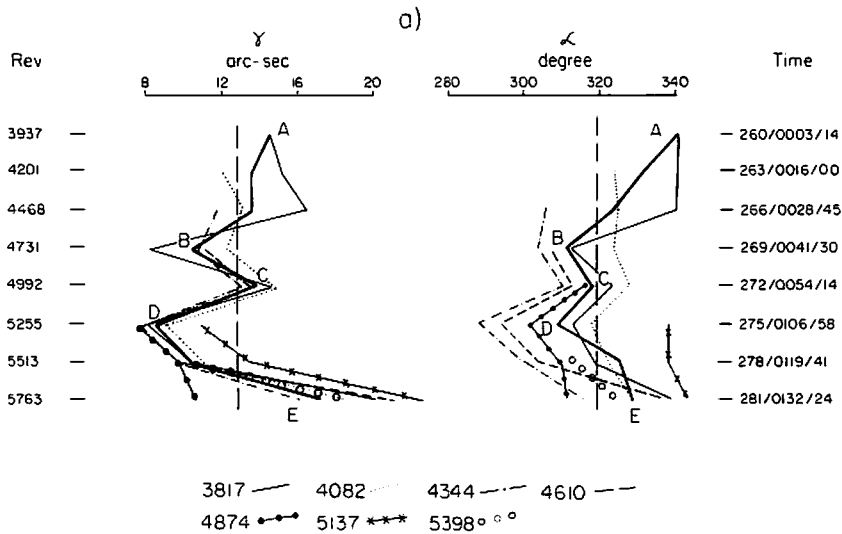 a)
Rev γ arc-sec α degree Time
8 12 16 20 280 300 320 340
3937 A A 260/0003/14
4201 263/0016/00
4468 266/0028/45
4731 B B 269/0041/30
4992 C C 272/0054/14
5255 D D 275/0106/58
5513 278/0119/41
5763 E E 281/0132/24
3817 4082 4344 4610
4874 5137 5398